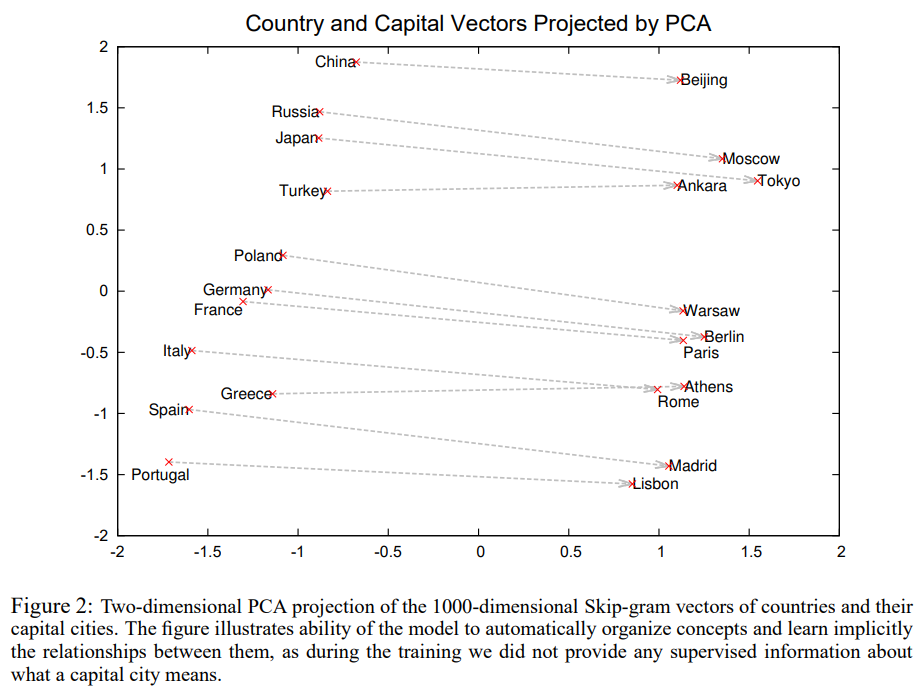 Country and Capital Vectors Projected by PCA
2
China
Beijing
1.5
Russia
Japan
Moscow
1
Tokyo
Turkey
Ankara
0.5
Poland
0
Germany
France
Warsaw
Berlin
-0.5
Italy
Paris
Greece
Athens
Rome
-1
Spain
Madrid
-1.5
Portugal
Lisbon
-2
-2 -1.5 -1 -0.5 0 0.5 1 1.5 2
Figure 2: Two-dimensional PCA projection of the 1000-dimensional Skip-gram vectors of countries and their
capital cities. The figure illustrates ability of the model to automatically organize concepts and learn implicitly
the relationships between them, as during the training we did not provide any supervised information about
what a capital city means.